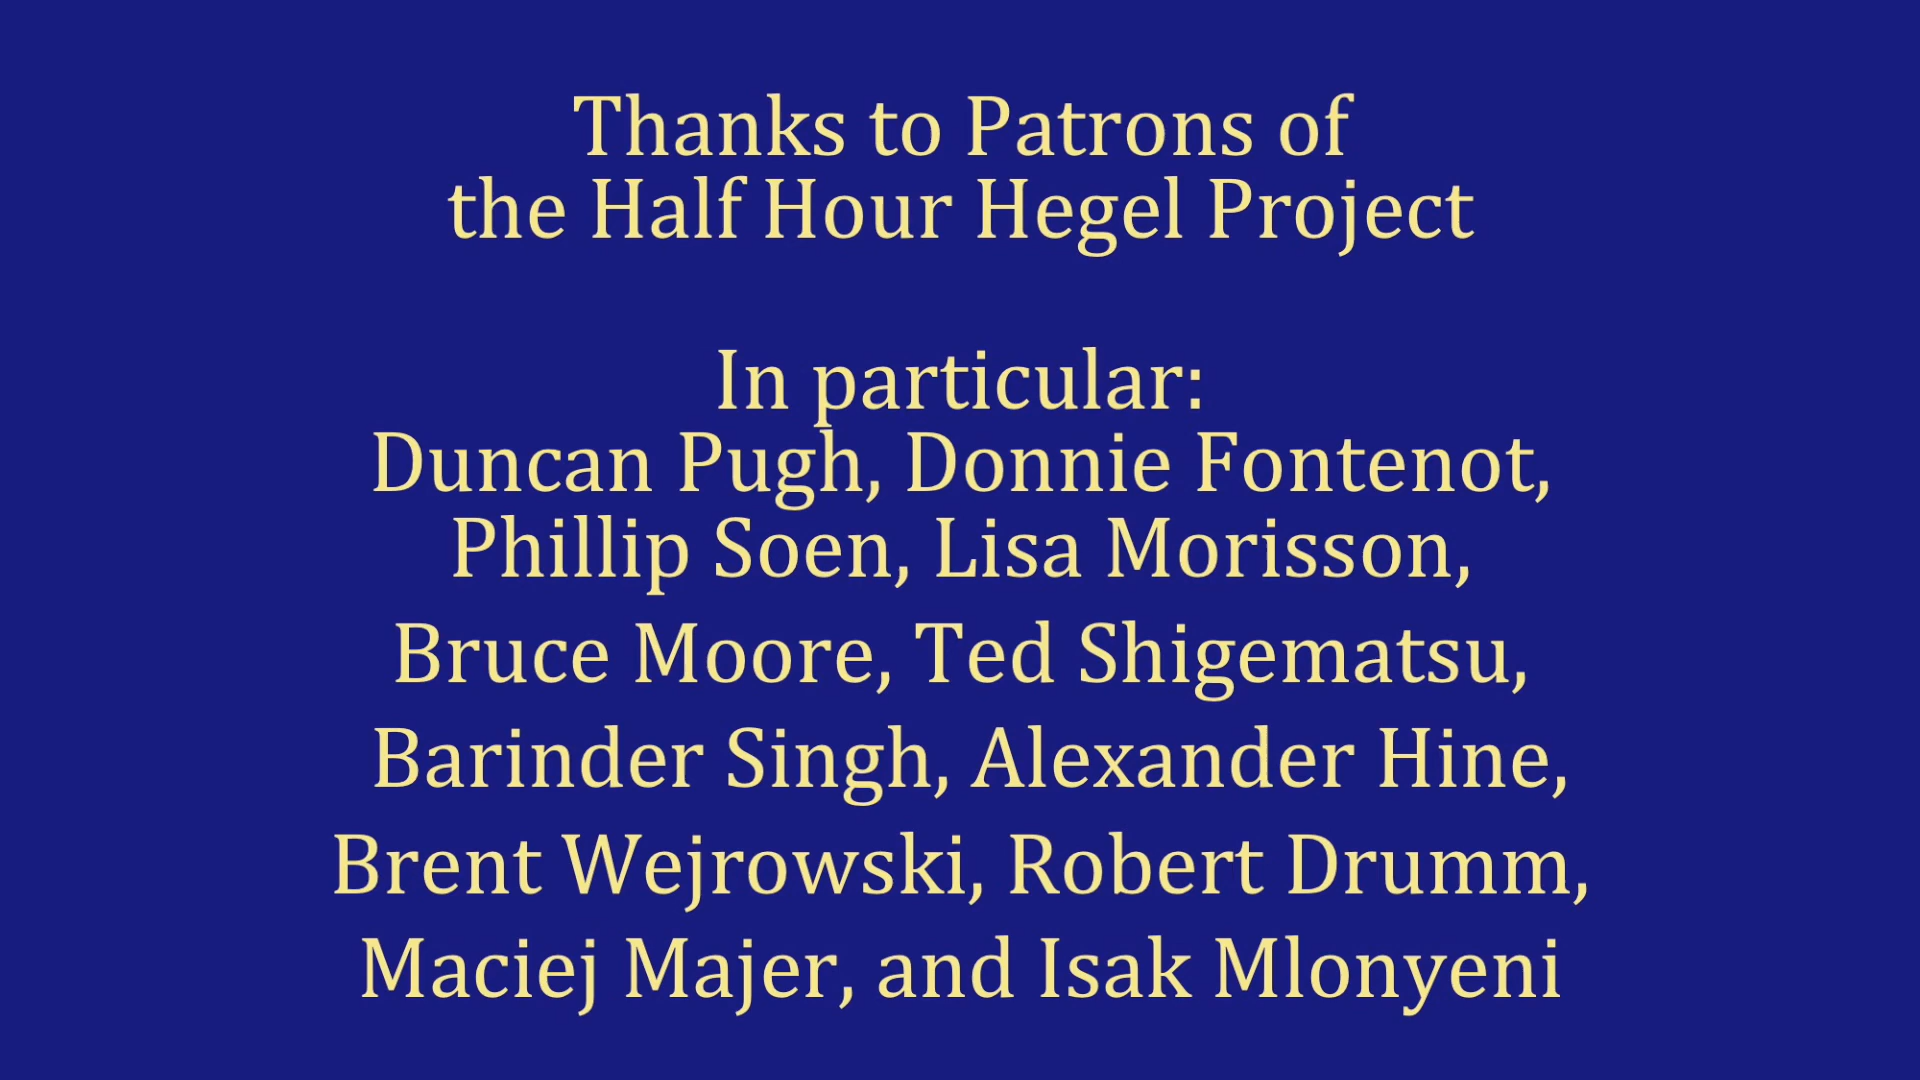 Thanks to Patrons of
the Half Hour Hegel Project
In particular:
Duncan Pugh, Donnie Fontenot,
Phillip Soen, Lisa Morisson,
Bruce Moore, Ted Shigematsu,
Barinder Singh, Alexander Hine,
Brent Wejrowski, Robert Drumm,
Maciej Majer, and Isak Mlonyeni